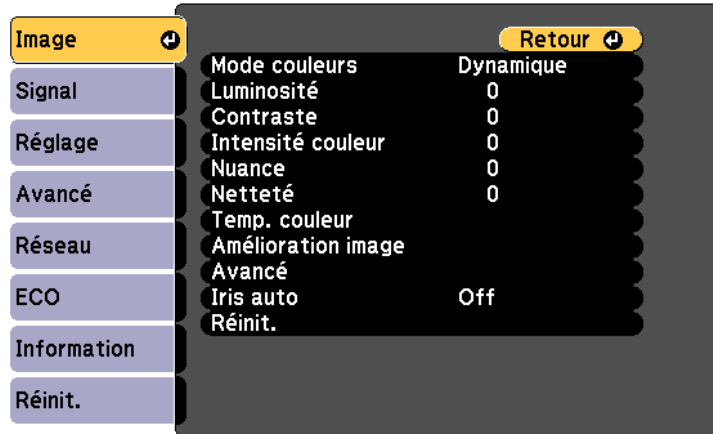 Image
Signal
Réglage
Avancé
Réseau
ECO
Information
Réinit.
Retour
Mode couleurs Dynamique
Luminosité 0
Contraste 0
Intensité couleur 0
Nuance 0
Netteté 0
Temp. couleur
Amélioration image
Avancé
Iris auto Off
Réinit.